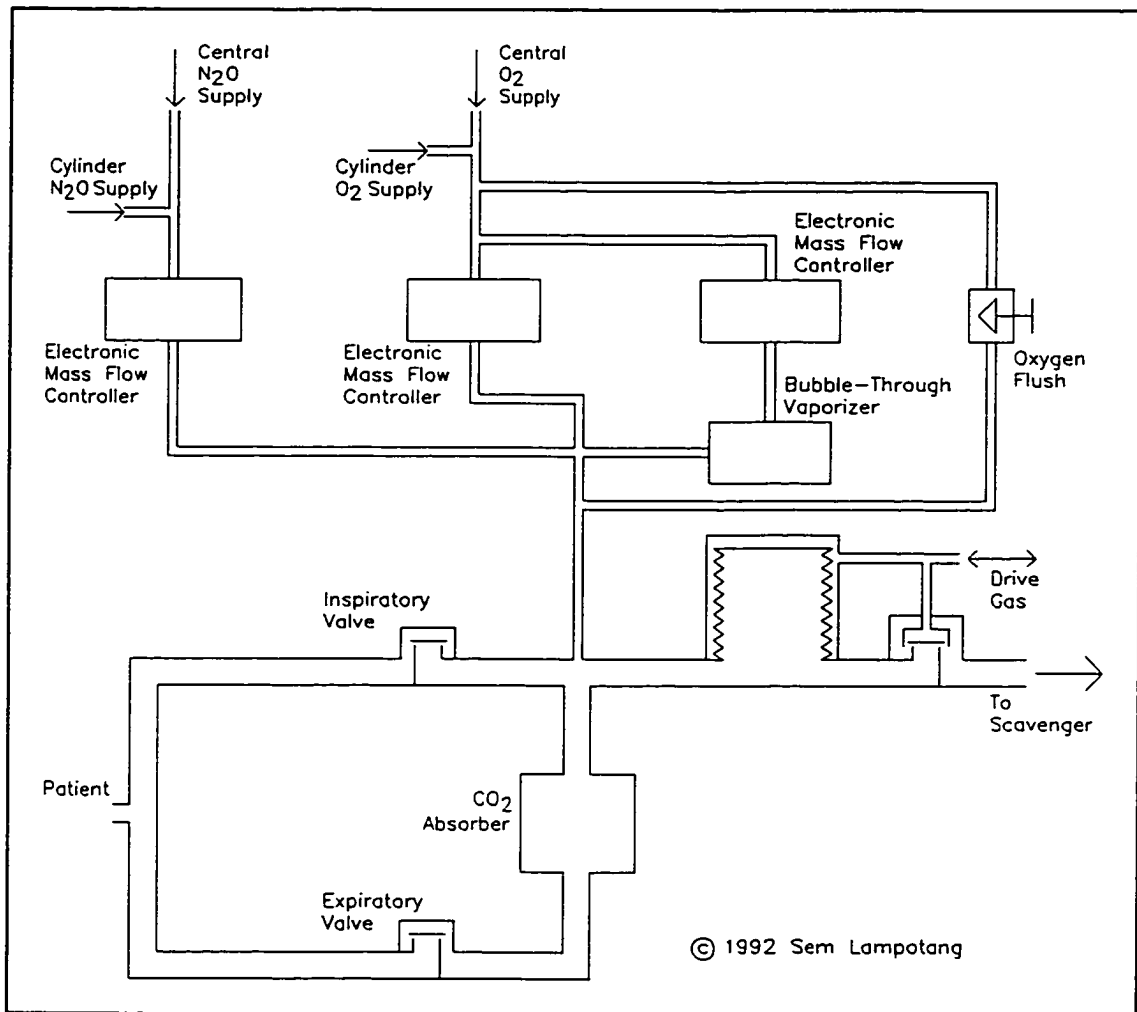 Central
N2O
Supply
Central
O2
Supply
Cylinder
N2O Supply
Cylinder
O2 Supply
Electronic
Mass Flow
Controller
Electronic
Mass Flow
Controller
Electronic
Mass Flow
Controller
Oxygen
Flush
Bubble-Through
Vaporizer
Drive
Gas
Inspiratory
Valve
To
Scavenger
Patient
CO2
Absorber
Expiratory
Valve
© 1992 Sem Lampotang